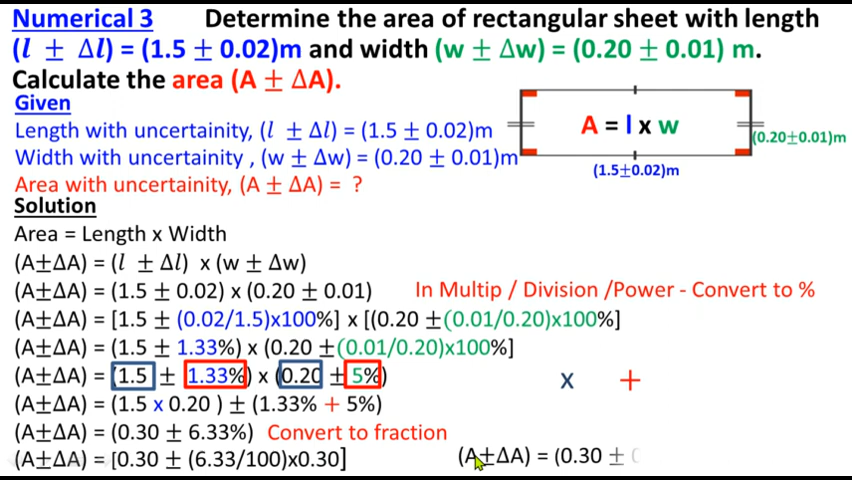 Numerical 3 Determine the area of rectangular sheet with length
(l ± Δl) = (1.5 ± 0.02)m and width (w ± Δw) = (0.20 ± 0.01) m.
Calculate the area (A ± ΔA).
Given
Length with uncertainity, (l ± Δl) = (1.5 ± 0.02)m
Width with uncertainity , (w ± Δw) = (0.20 ± 0.01)m
Area with uncertainity, (A ± ΔA) = ?
A = l x w
(0.20±0.01)m
(1.5±0.02)m
Solution
Area = Length x Width
(A±ΔA) = (l ± Δl) x (w ± Δw)
(A±ΔA) = (1.5 ± 0.02) x (0.20 ± 0.01) In Multip / Division /Power - Convert to %
(A±ΔA) = [1.5 ± (0.02/1.5)x100%] x [(0.20 ±(0.01/0.20)x100%]
(A±ΔA) = (1.5 ± 1.33%) x (0.20 ±(0.01/0.20)x100%]
(A±ΔA) = (1.5 ± 1.33%) x (0.20 ± 5%) x +
(A±ΔA) = (1.5 x 0.20 ) ± (1.33% + 5%)
(A±ΔA) = (0.30 ± 6.33%) Convert to fraction
(A±ΔA) = [0.30 ± (6.33/100)x0.30] (A±ΔA) = (0.30 ±